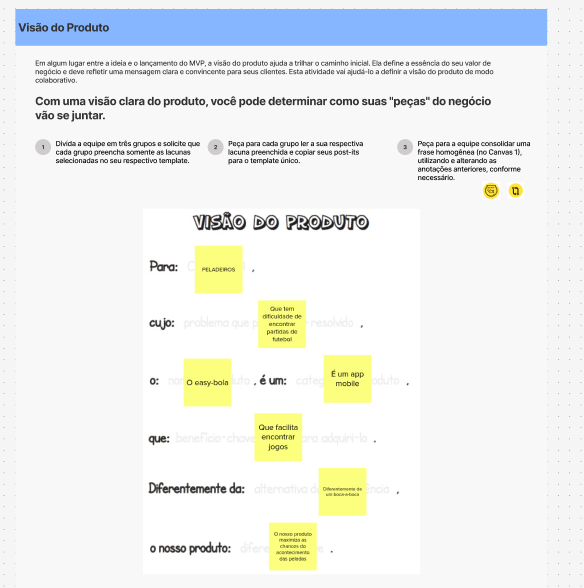 Visão do Produto
Em algum lugar entre a ideia e o lançamento do MVP, a visão do produto ajuda a trilhar o caminho inicial. Ela define a essência do seu valor de
negócio e deve refletir uma mensagem clara e convincente para seus clientes. Esta atividade vai ajudá-lo a definir a visão do produto de modo
colaborativo.
Com uma visão clara do produto, você pode determinar como suas "peças" do negócio
vão se juntar.
1
Divida a equipe em três grupos e solicite que
cada grupo preencha somente as lacunas
selecionadas no seu respectivo template.
2
Peça para cada grupo ler a sua respectiva
lacuna preenchida e copiar seus post-its
para o template único.
3
Peça para a equipe consolidar uma
frase homogênea (no Canvas 1),
utilizando e alterando as
anotações anteriores, conforme
necessário.
VISÃO DO PRODUTO
Para: PELADEIROS ,
cujo: problema que
Que tem
dificuldade de
encontrar
partidas de
futebol
resolvido ,
o: O easy-bola , é um:
É um app
mobile
,
que: benefício-chave
Que facilita
encontrar
jogos
para adquiri-lo .
Diferentemente da: alternativa
Diferentemente de
um boca-a-boca
,
o nosso produto:
O nosso produto
maximiza as
chances do
acontecimento
das peladas
.